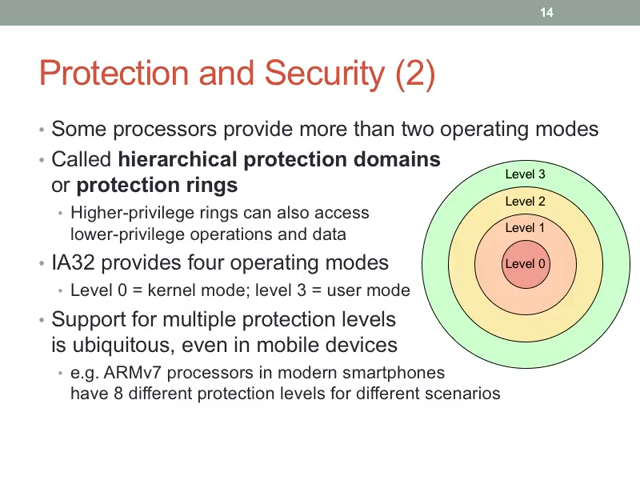 14
Protection and Security (2)
• Some processors provide more than two operating modes
• Called hierarchical protection domains
or protection rings
• Higher-privilege rings can also access
lower-privilege operations and data
• IA32 provides four operating modes
• Level 0 = kernel mode; level 3 = user mode
• Support for multiple protection levels
is ubiquitous, even in mobile devices
• e.g. ARMv7 processors in modern smartphones
have 8 different protection levels for different scenarios
Level 3
Level 2
Level 1
Level 0